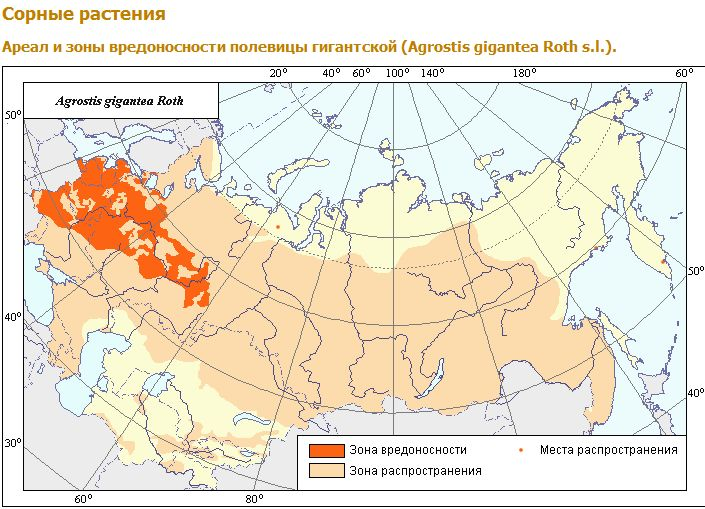 Сорные растения
Ареал и зоны вредоносности полевицы гигантской (Agrostis gigantea Roth s.l.).
20° 40° 60° 100° 140° 180° 60°
Agrostis gigantea Roth
50°
50°
40°
40°
30°
Зона вредоносности
Места распространения
Зона распространения
60° 80°